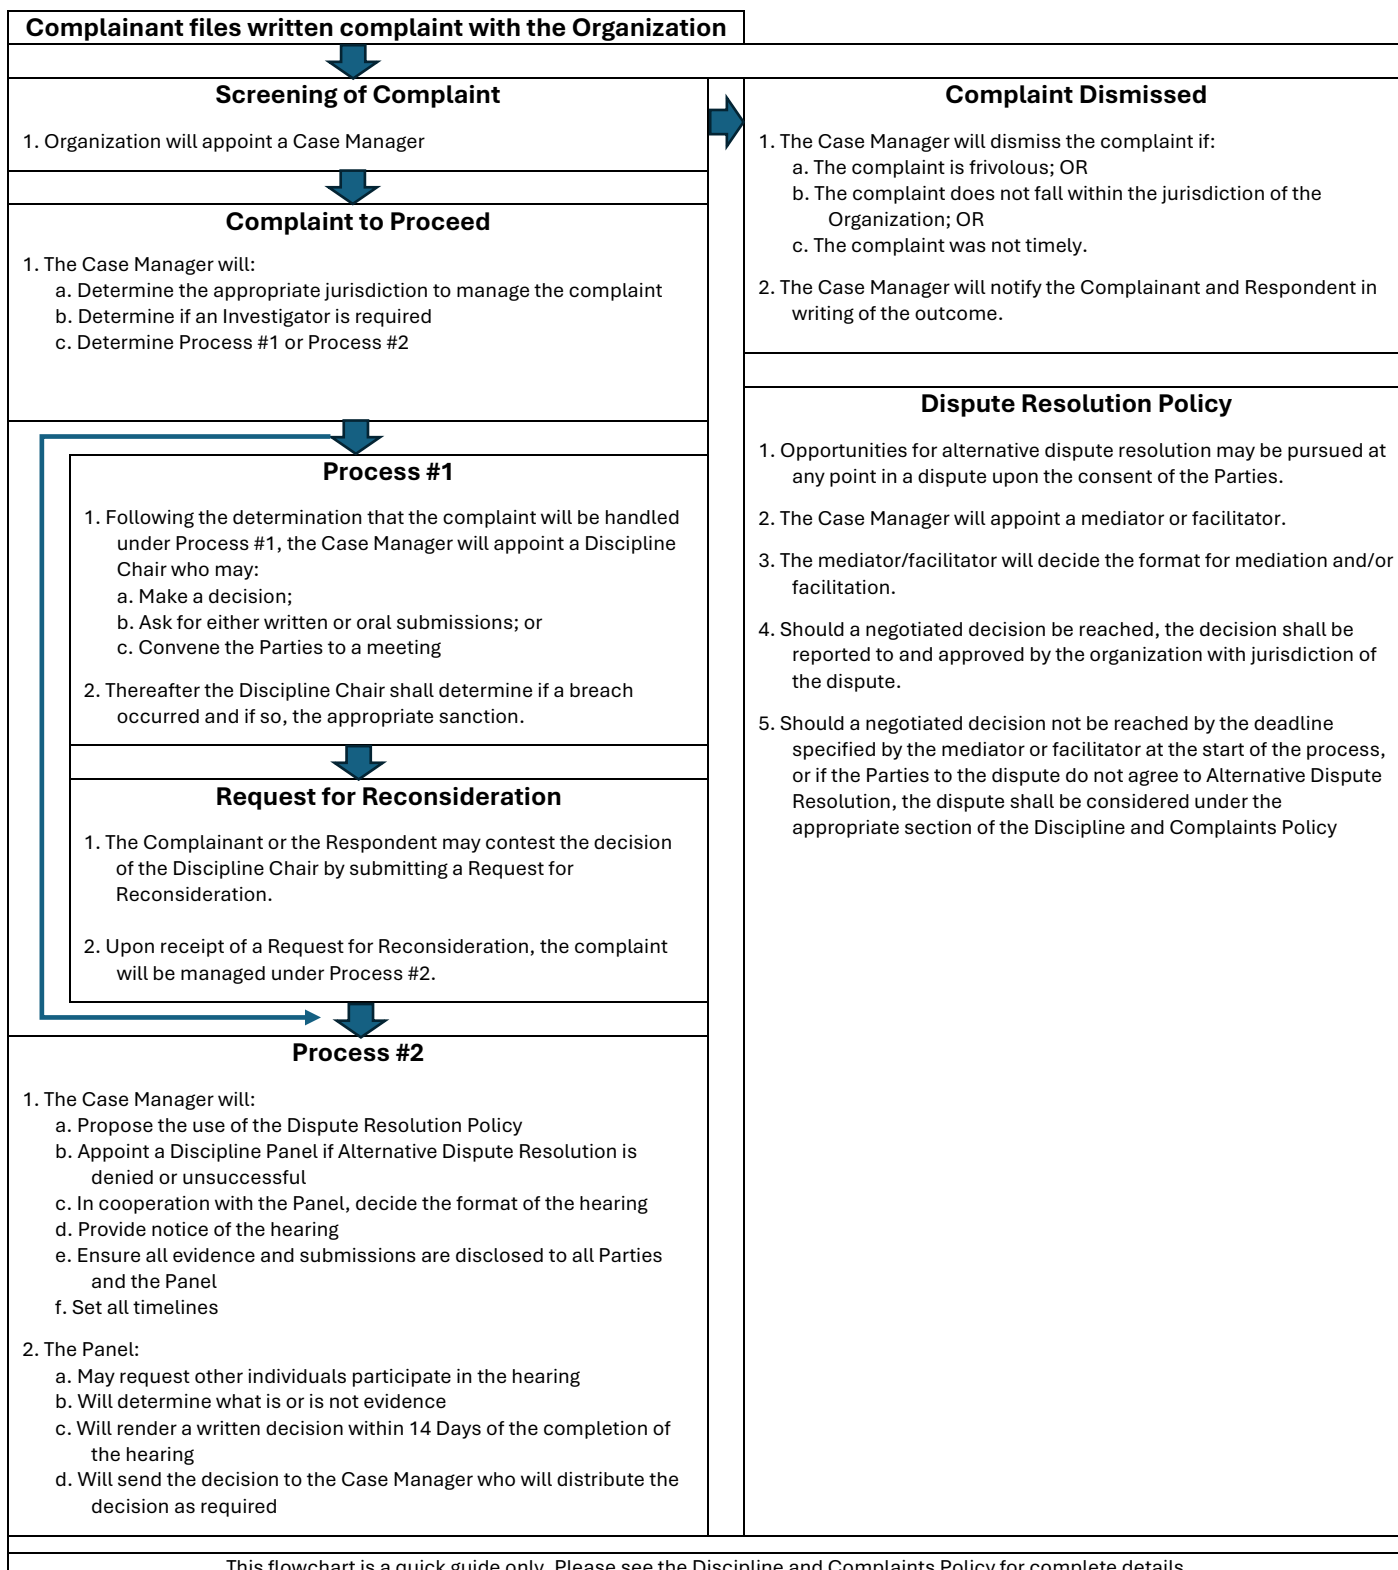 Complainant files written complaint with the Organization
Screening of Complaint
1. Organization will appoint a Case Manager
Complaint to Proceed
1. The Case Manager will:
a. Determine the appropriate jurisdiction to manage the complaint
b. Determine if an Investigator is required
c. Determine Process #1 or Process #2
Process #1
1. Following the determination that the complaint will be handled
under Process #1, the Case Manager will appoint a Discipline
Chair who may:
a. Make a decision;
b. Ask for either written or oral submissions; or
c. Convene the Parties to a meeting
2. Thereafter the Discipline Chair shall determine if a breach
occurred and if so, the appropriate sanction.
Request for Reconsideration
1. The Complainant or the Respondent may contest the decision
of the Discipline Chair by submitting a Request for
Reconsideration.
2. Upon receipt of a Request for Reconsideration, the complaint
will be managed under Process #2.
Process #2
1. The Case Manager will:
a. Propose the use of the Dispute Resolution Policy
b. Appoint a Discipline Panel if Alternative Dispute Resolution is
denied or unsuccessful
c. In cooperation with the Panel, decide the format of the hearing
d. Provide notice of the hearing
e. Ensure all evidence and submissions are disclosed to all Parties
and the Panel
f. Set all timelines
2. The Panel:
a. May request other individuals participate in the hearing
b. Will determine what is or is not evidence
c. Will render a written decision within 14 Days of the completion of
the hearing
d. Will send the decision to the Case Manager who will distribute the
decision as required
Complaint Dismissed
1. The Case Manager will dismiss the complaint if:
a. The complaint is frivolous; OR
b. The complaint does not fall within the jurisdiction of the
Organization; OR
c. The complaint was not timely.
2. The Case Manager will notify the Complainant and Respondent in
writing of the outcome.
Dispute Resolution Policy
1. Opportunities for alternative dispute resolution may be pursued at
any point in a dispute upon the consent of the Parties.
2. The Case Manager will appoint a mediator or facilitator.
3. The mediator/facilitator will decide the format for mediation and/or
facilitation.
4. Should a negotiated decision be reached, the decision shall be
reported to and approved by the organization with jurisdiction of
the dispute.
5. Should a negotiated decision not be reached by the deadline
specified by the mediator or facilitator at the start of the process,
or if the Parties to the dispute do not agree to Alternative Dispute
Resolution, the dispute shall be considered under the
appropriate section of the Discipline and Complaints Policy
This flowchart is a quick guide only. Please see the Discipline and Complaints Policy for complete details